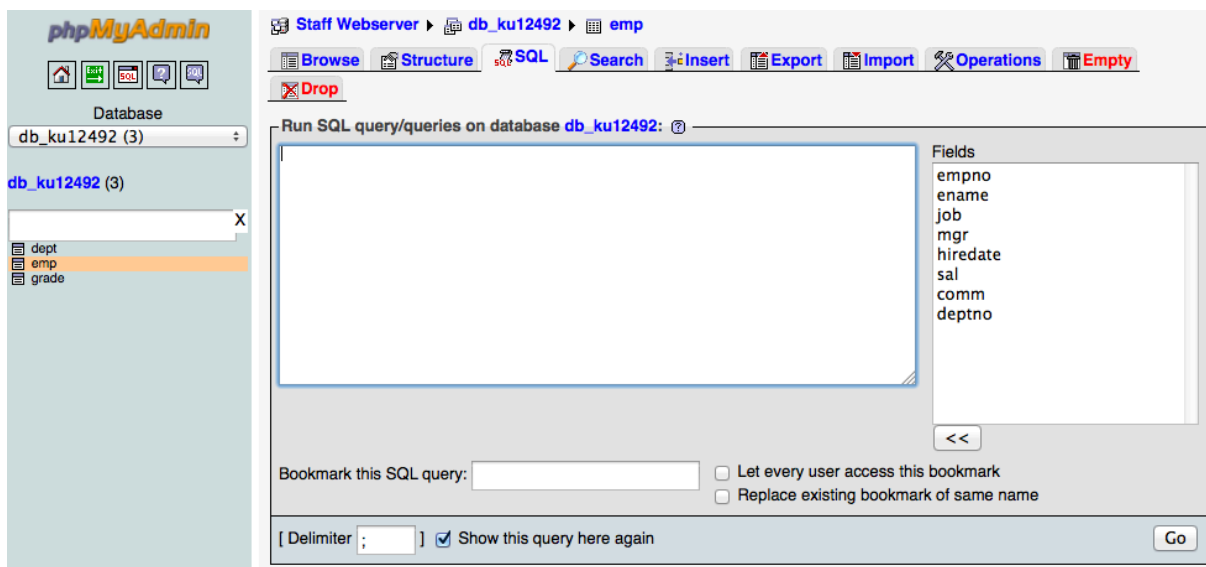 phpMyAdmin
EXIT SQL ? SQL
Database
db_ku12492 (3)
db_ku12492 (3)
X
dept
emp
grade
Staff Webserver ▸ db_ku12492 ▸ emp
Browse Structure SQL Search Insert Export Import Operations Empty
Drop
Run SQL query/queries on database db_ku12492: ?
Fields
empno
ename
job
mgr
hiredate
sal
comm
deptno
<<
Bookmark this SQL query:
Let every user access this bookmark
Replace existing bookmark of same name
[ Delimiter ; ] Show this query here again
Go